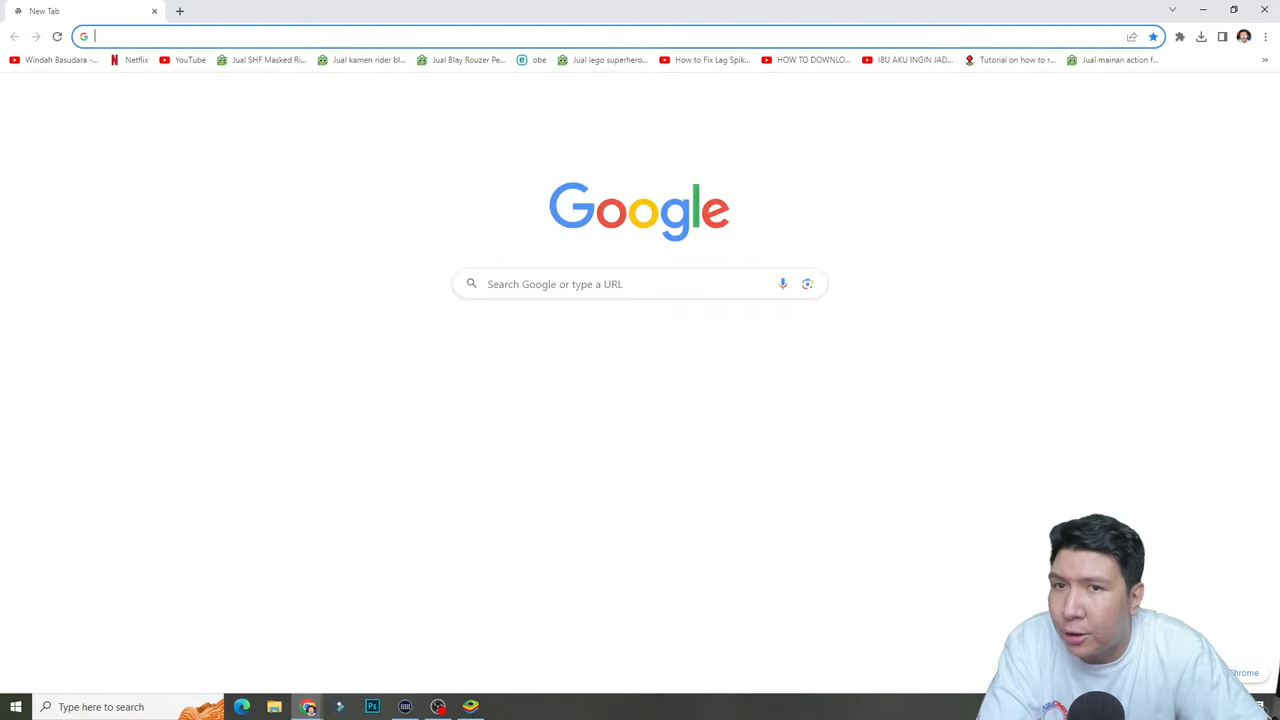 New Tab
Windah Basudara -...
Netflix
YouTube
Jual SHF Masked Ri...
Jual kamen rider bl...
Jual Blay Rouzer Pe...
obe
Jual lego superhero...
How to Fix Lag Spik...
HOW TO DOWNLO...
IBU AKU INGIN JAD...
Tutorial on how to r...
Jual mainan action f...
Google
Search Google or type a URL
Chrome
Type here to search
Ps